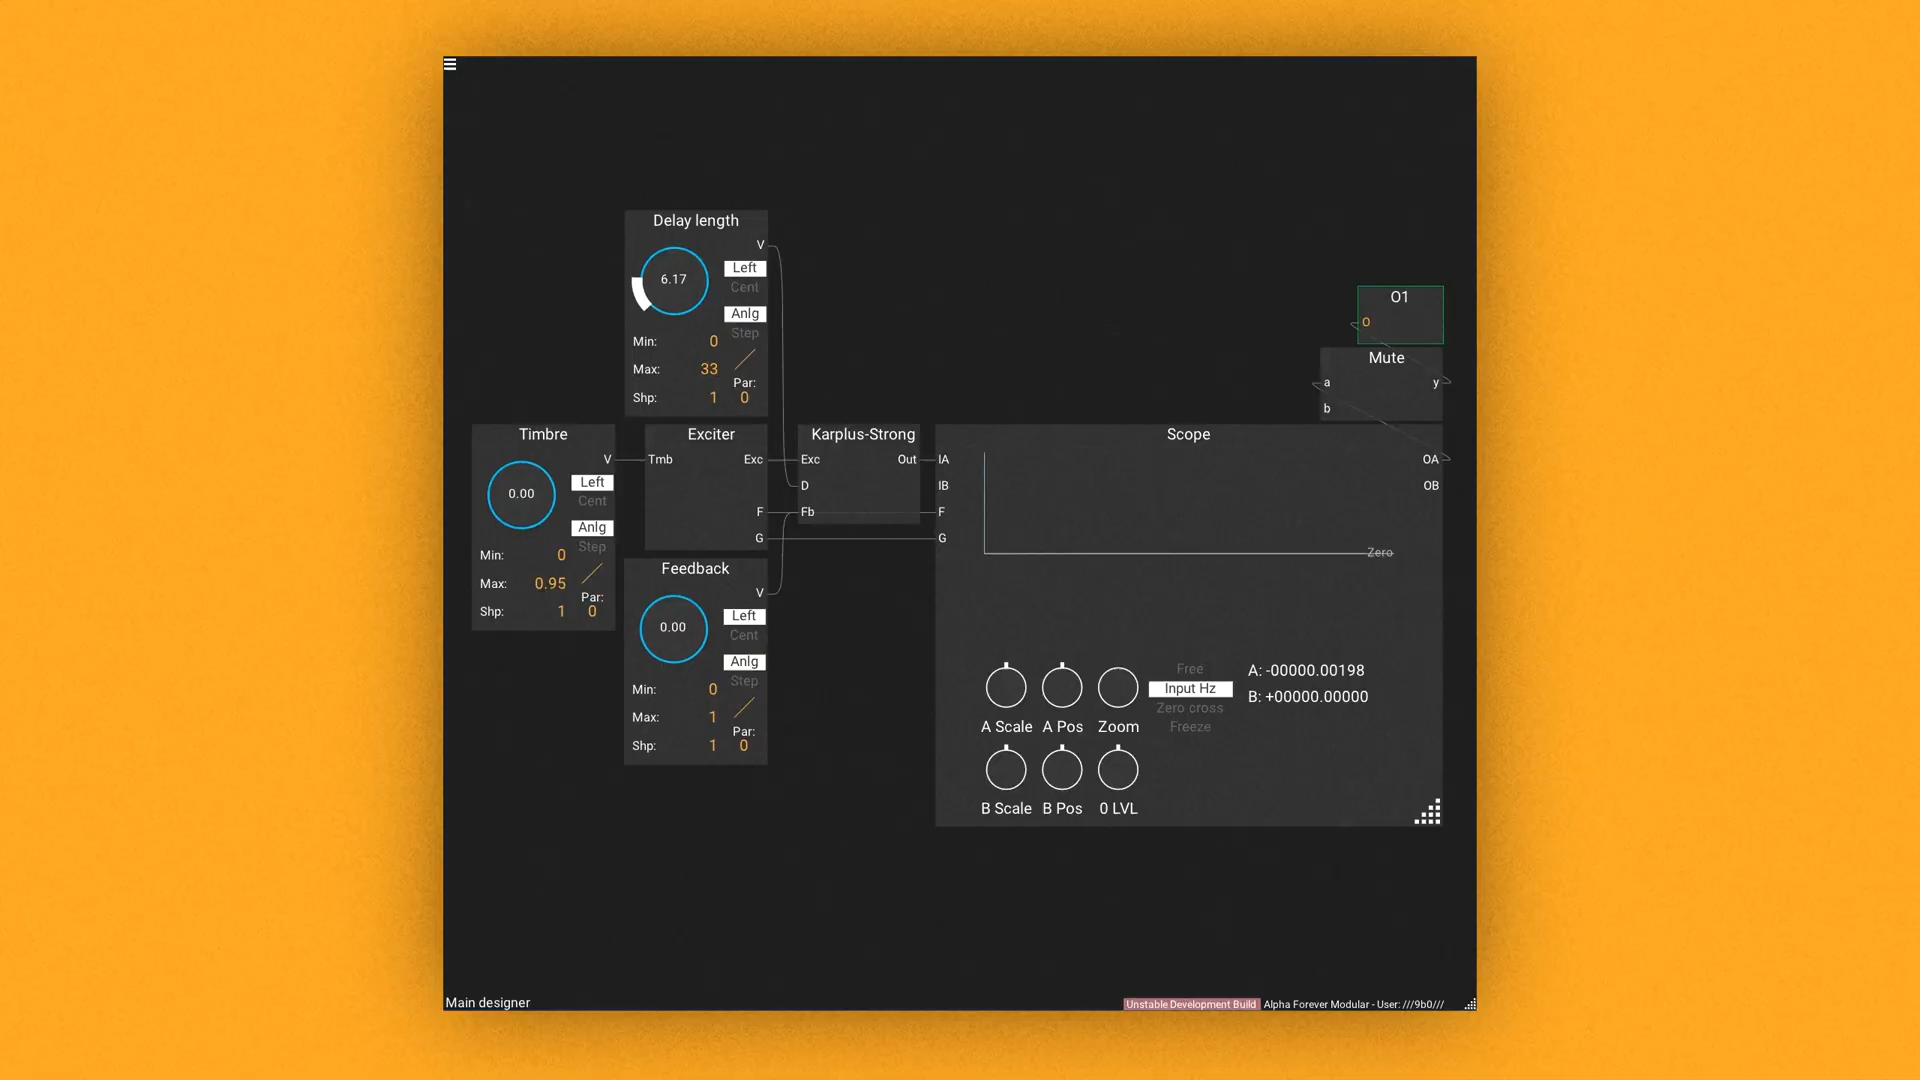 Delay length
V
6.17
Left
Cent
Anlg
Step
Min: 0
Max: 33
Par:
Shp: 1 0
O1
O
Mute
a y
b
Timbre
V
0.00
Left
Cent
Anlg
Step
Min: 0
Max: 0.95
Par:
Shp: 1 0
Exciter
Tmb Exc
F
G
Karplus-Strong
Exc Out
D
Fb
Feedback
V
0.00
Left
Cent
Anlg
Step
Min: 0
Max: 1
Par:
Shp: 1 0
Scope
IA OA
IB OB
F
G
Zero
A Scale A Pos Zoom
Free
Input Hz
Zero cross
Freeze
A: -00000.00198
B: +00000.00000
B Scale B Pos 0 LVL
Main designer
Unstable Development Build Alpha Forever Modular - User: ///9b0///